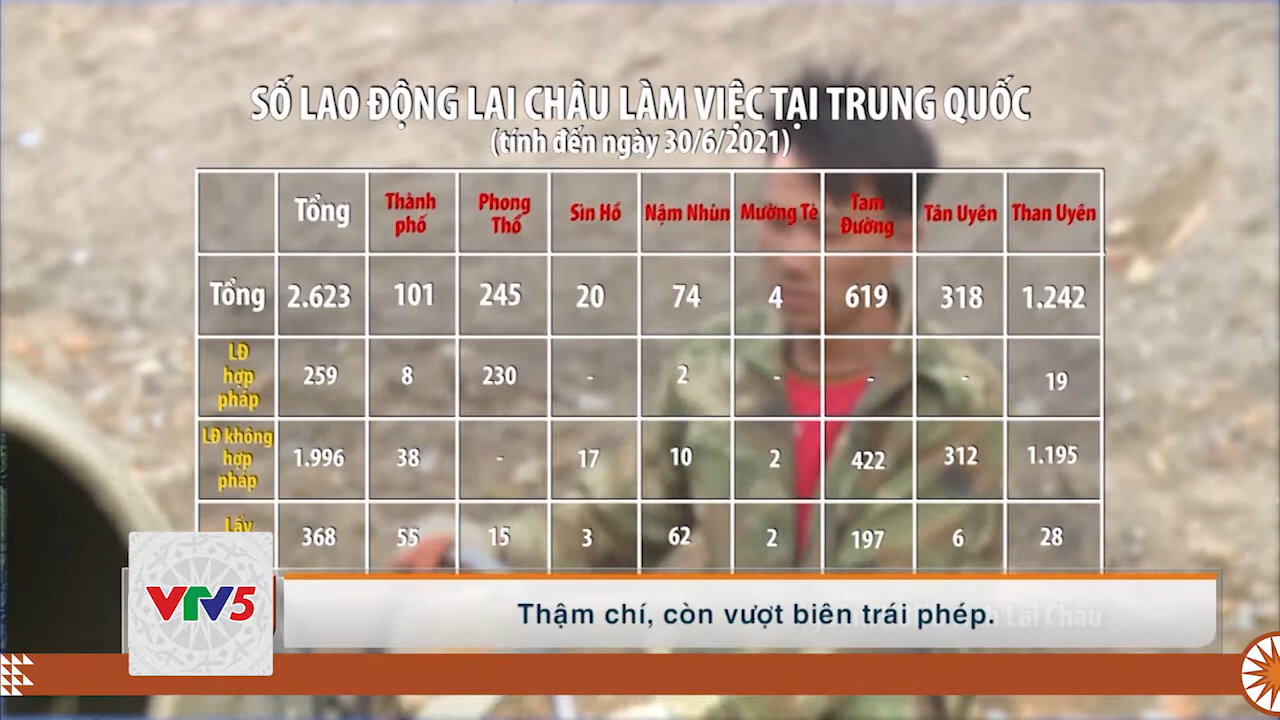 SỐ LAO ĐỘNG LAI CHÂU LÀM VIỆC TẠI TRUNG QUỐC
(tính đến ngày 30/6/2021)
Tổng Thành phố Phong Thổ Sìn Hồ Nậm Nhùn Mường Tè Tam Đường Tân Uyên Than Uyên
Tổng 2.623 101 245 20 74 4 619 318 1.242
LĐ hợp pháp 259 8 230 - 2 - - - 19
LĐ không hợp pháp 1.996 38 - 17 10 2 422 312 1.195
Lấy 368 55 15 3 62 2 197 6 28
VTV5
Thậm chí, còn vượt biên trái phép.
Lai Châu